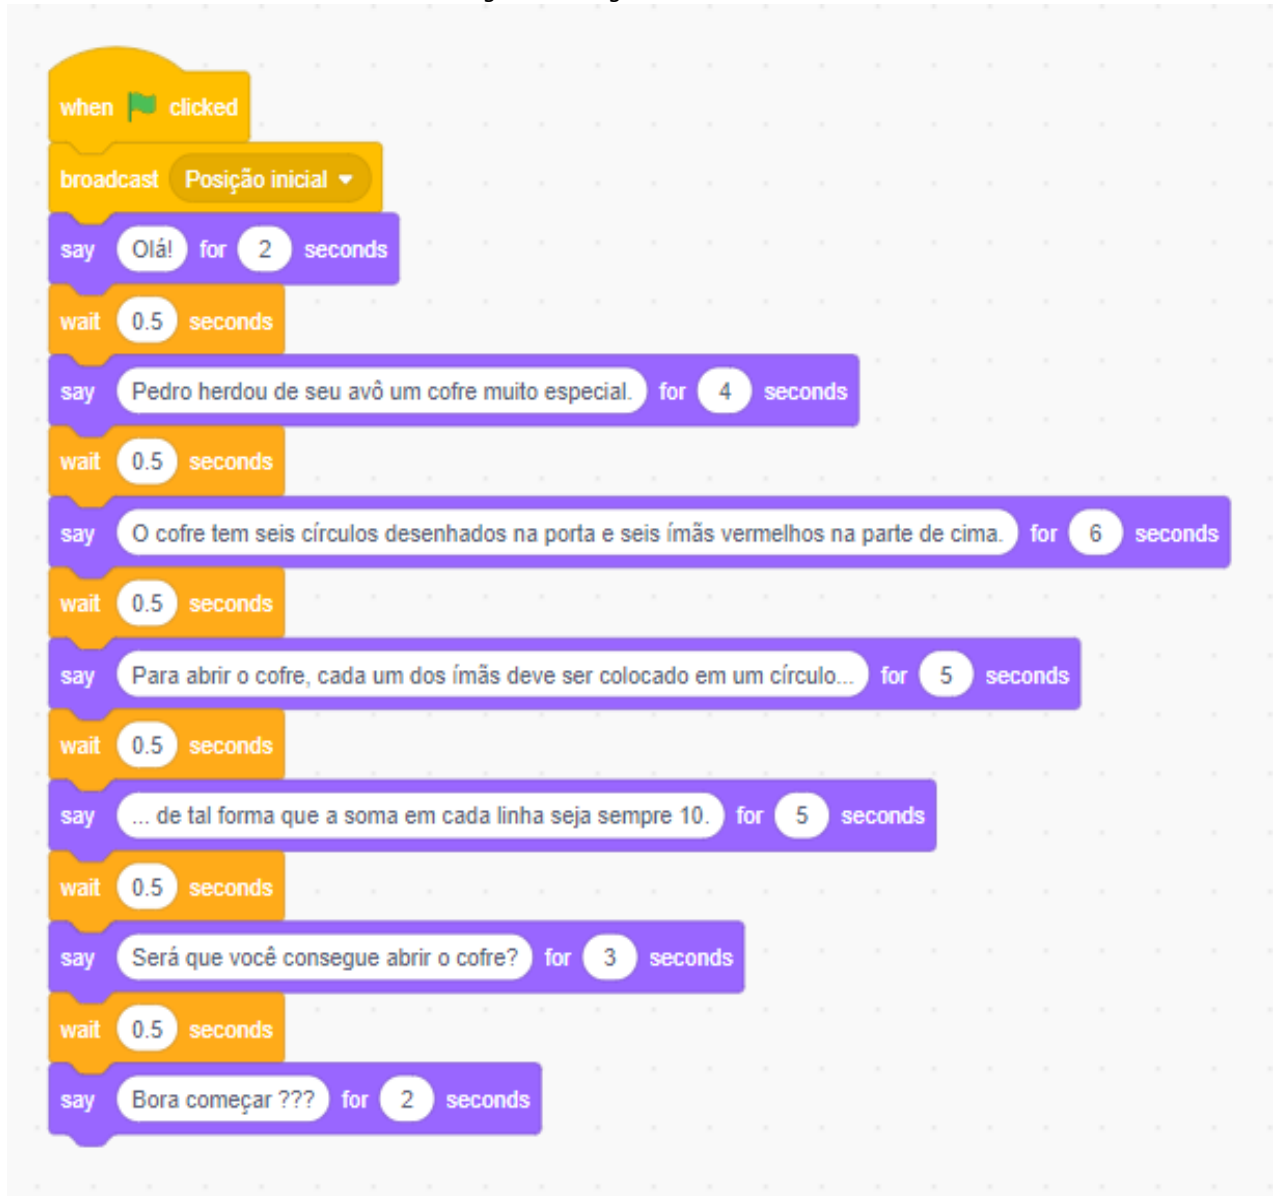 when clicked
broadcast Posição inicial
say Olá! for 2 seconds
wait 0.5 seconds
say Pedro herdou de seu avô um cofre muito especial. for 4 seconds
wait 0.5 seconds
say O cofre tem seis círculos desenhados na porta e seis ímãs vermelhos na parte de cima. for 6 seconds
wait 0.5 seconds
say Para abrir o cofre, cada um dos ímãs deve ser colocado em um círculo... for 5 seconds
wait 0.5 seconds
say ... de tal forma que a soma em cada linha seja sempre 10. for 5 seconds
wait 0.5 seconds
say Será que você consegue abrir o cofre? for 3 seconds
wait 0.5 seconds
say Bora começar ??? for 2 seconds